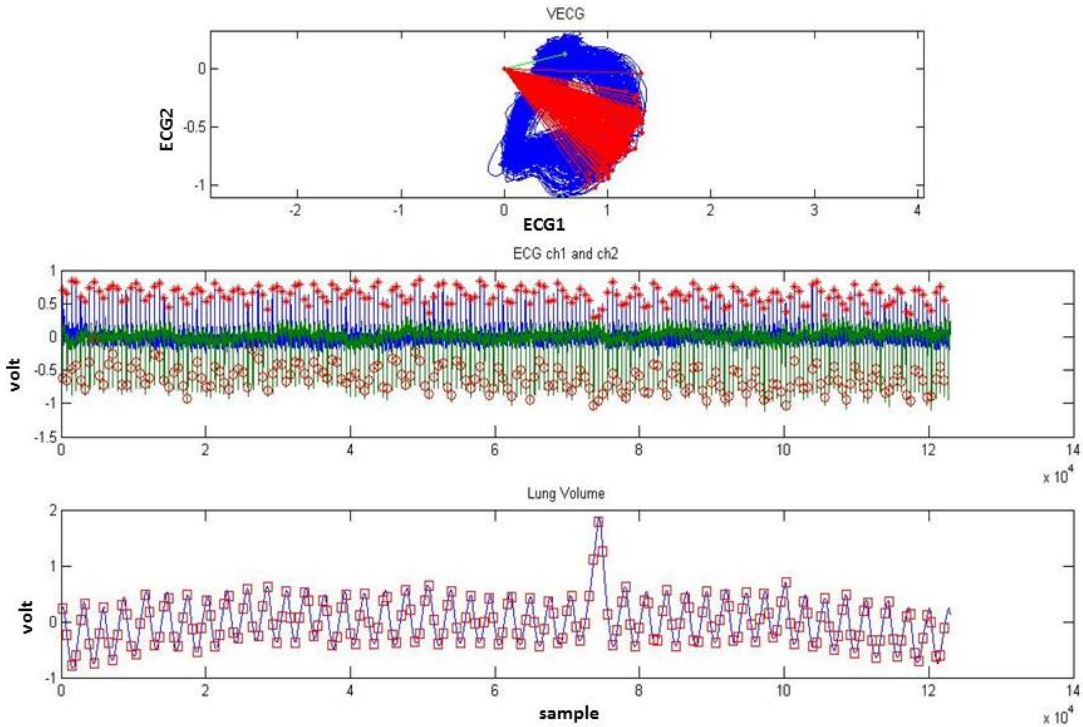 VECG
0
-0.5
-1
ECG2
-2 -1 0 1 2 3 4
ECG1
ECG ch1 and ch2
1
0.5
0
-0.5
-1
-1.5
volt
0 2 4 6 8 10 12 14
x 10^4
Lung Volume
2
1
0
-1
volt
0 2 4 6 8 10 12 14
sample
x 10^4